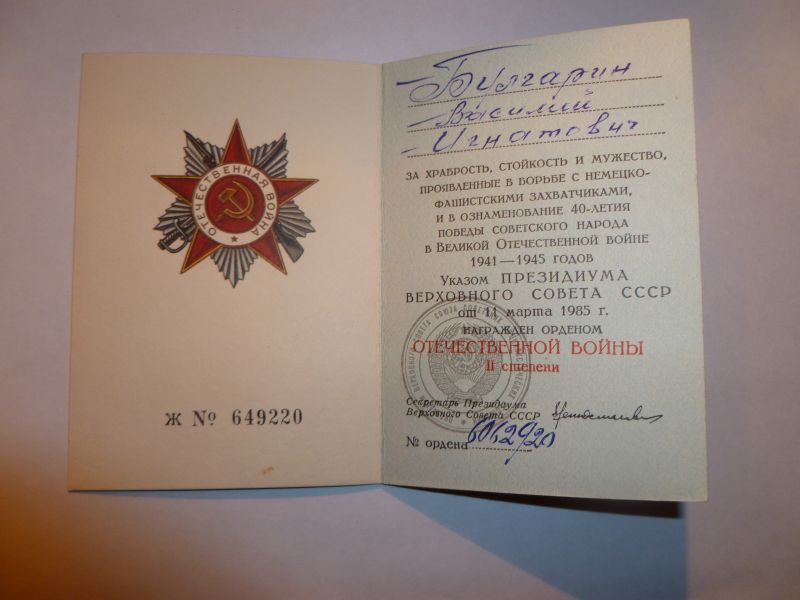 ОТЕЧЕСТВЕННАЯ ВОЙНА
Ж № 649220
Булгарин
Василий
Игнатович
ЗА ХРАБРОСТЬ, СТОЙКОСТЬ И МУЖЕСТВО,
ПРОЯВЛЕННЫЕ В БОРЬБЕ С НЕМЕЦКО-
ФАШИСТСКИМИ ЗАХВАТЧИКАМИ,
И В ОЗНАМЕНОВАНИЕ 40-ЛЕТИЯ
ПОБЕДЫ СОВЕТСКОГО НАРОДА
В ВЕЛИКОЙ ОТЕЧЕСТВЕННОЙ ВОЙНЕ
1941—1945 ГОДОВ
УКАЗОМ ПРЕЗИДИУМА
ВЕРХОВНОГО СОВЕТА СССР
от 11 марта 1985 г.
НАГРАЖДЕН ОРДЕНОМ
ОТЕЧЕСТВЕННОЙ ВОЙНЫ
II степени
Секретарь Президиума
Верховного Совета СССР
№ ордена 6062920